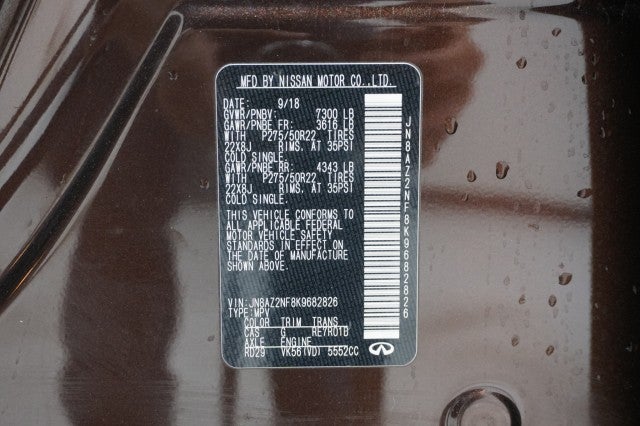 MFD BY NISSAN MOTOR CO.,LTD.
DATE: 9/18
GVWR/PNBV: 7300 LB
GAWR/PNBE FR: 3616 LB
WITH P275/50R22 TIRES
22X8J RIMS. AT 35PSI
COLD SINGLE.
GAWR/PNBE RR: 4343 LB
WITH P275/50R22 TIRES
22X8J RIMS. AT 35PSI
COLD SINGLE.
THIS VEHICLE CONFORMS TO
ALL APPLICABLE FEDERAL
MOTOR VEHICLE SAFETY
STANDARDS IN EFFECT ON
THE DATE OF MANUFACTURE
SHOWN ABOVE.
VIN: JN8AZ2NF8K9682826
TYPE: MPV
COLOR TRIM TRANS
CAS G RE7R01B
AXLE ENGINE
RD29 VK56(VD) 5552CC
JN8AZ2NF8K9682826